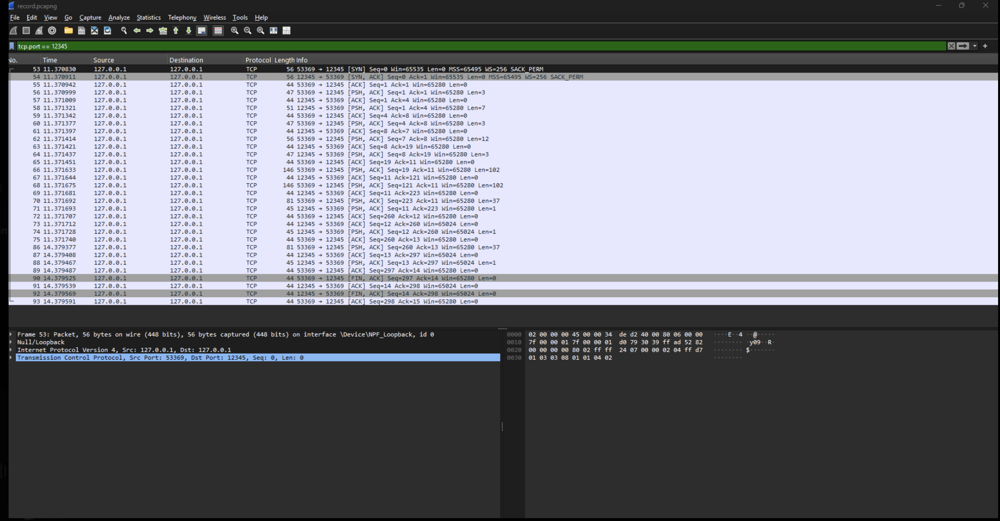 record.pcapng
File Edit View Go Capture Analyze Statistics Telephony Wireless Tools Help
tcp.port == 12345
No. Time Source Destination Protocol Length Info
53 11.370830 127.0.0.1 127.0.0.1 TCP 56 53369 → 12345 [SYN] Seq=0 Win=65535 Len=0 MSS=65495 WS=256 SACK_PERM
54 11.370911 127.0.0.1 127.0.0.1 TCP 56 12345 → 53369 [SYN, ACK] Seq=0 Ack=1 Win=65535 Len=0 MSS=65495 WS=256 SACK_PERM
55 11.370942 127.0.0.1 127.0.0.1 TCP 44 53369 → 12345 [ACK] Seq=1 Ack=1 Win=65280 Len=0
56 11.370999 127.0.0.1 127.0.0.1 TCP 47 53369 → 12345 [PSH, ACK] Seq=1 Ack=1 Win=65280 Len=3
57 11.371009 127.0.0.1 127.0.0.1 TCP 44 12345 → 53369 [ACK] Seq=1 Ack=4 Win=65280 Len=0
58 11.371321 127.0.0.1 127.0.0.1 TCP 51 12345 → 53369 [PSH, ACK] Seq=1 Ack=4 Win=65280 Len=7
59 11.371342 127.0.0.1 127.0.0.1 TCP 44 53369 → 12345 [ACK] Seq=4 Ack=8 Win=65280 Len=0
60 11.371377 127.0.0.1 127.0.0.1 TCP 47 53369 → 12345 [PSH, ACK] Seq=4 Ack=8 Win=65280 Len=3
61 11.371397 127.0.0.1 127.0.0.1 TCP 44 12345 → 53369 [ACK] Seq=8 Ack=7 Win=65280 Len=0
62 11.371414 127.0.0.1 127.0.0.1 TCP 56 53369 → 12345 [PSH, ACK] Seq=7 Ack=8 Win=65280 Len=12
63 11.371421 127.0.0.1 127.0.0.1 TCP 44 12345 → 53369 [ACK] Seq=8 Ack=19 Win=65280 Len=0
64 11.371437 127.0.0.1 127.0.0.1 TCP 47 12345 → 53369 [PSH, ACK] Seq=8 Ack=19 Win=65280 Len=3
65 11.371451 127.0.0.1 127.0.0.1 TCP 44 53369 → 12345 [ACK] Seq=19 Ack=11 Win=65280 Len=0
66 11.371633 127.0.0.1 127.0.0.1 TCP 146 53369 → 12345 [PSH, ACK] Seq=19 Ack=11 Win=65280 Len=102
67 11.371644 127.0.0.1 127.0.0.1 TCP 44 12345 → 53369 [ACK] Seq=11 Ack=121 Win=65280 Len=0
68 11.371675 127.0.0.1 127.0.0.1 TCP 146 53369 → 12345 [PSH, ACK] Seq=121 Ack=11 Win=65280 Len=102
69 11.371681 127.0.0.1 127.0.0.1 TCP 44 12345 → 53369 [ACK] Seq=11 Ack=223 Win=65280 Len=0
70 11.371692 127.0.0.1 127.0.0.1 TCP 81 53369 → 12345 [PSH, ACK] Seq=223 Ack=11 Win=65280 Len=37
71 11.371693 127.0.0.1 127.0.0.1 TCP 45 12345 → 53369 [PSH, ACK] Seq=11 Ack=223 Win=65280 Len=1
72 11.371707 127.0.0.1 127.0.0.1 TCP 44 53369 → 12345 [ACK] Seq=260 Ack=12 Win=65280 Len=0
73 11.371712 127.0.0.1 127.0.0.1 TCP 44 12345 → 53369 [ACK] Seq=12 Ack=260 Win=65024 Len=0
74 11.371728 127.0.0.1 127.0.0.1 TCP 45 12345 → 53369 [PSH, ACK] Seq=12 Ack=260 Win=65024 Len=1
75 11.371740 127.0.0.1 127.0.0.1 TCP 44 53369 → 12345 [ACK] Seq=260 Ack=13 Win=65280 Len=0
86 14.379377 127.0.0.1 127.0.0.1 TCP 81 53369 → 12345 [PSH, ACK] Seq=260 Ack=13 Win=65280 Len=37
87 14.379408 127.0.0.1 127.0.0.1 TCP 44 12345 → 53369 [ACK] Seq=13 Ack=297 Win=65024 Len=0
88 14.379467 127.0.0.1 127.0.0.1 TCP 45 12345 → 53369 [PSH, ACK] Seq=13 Ack=297 Win=65024 Len=1
89 14.379487 127.0.0.1 127.0.0.1 TCP 44 53369 → 12345 [ACK] Seq=297 Ack=14 Win=65280 Len=0
90 14.379525 127.0.0.1 127.0.0.1 TCP 44 53369 → 12345 [FIN, ACK] Seq=297 Ack=14 Win=65280 Len=0
91 14.379539 127.0.0.1 127.0.0.1 TCP 44 12345 → 53369 [ACK] Seq=14 Ack=298 Win=65024 Len=0
92 14.379569 127.0.0.1 127.0.0.1 TCP 44 12345 → 53369 [FIN, ACK] Seq=14 Ack=298 Win=65024 Len=0
93 14.379591 127.0.0.1 127.0.0.1 TCP 44 53369 → 12345 [ACK] Seq=298 Ack=15 Win=65280 Len=0
Frame 53: Packet, 56 bytes on wire (448 bits), 56 bytes captured (448 bits) on interface \Device\NPF_Loopback, id 0
Null/Loopback
Internet Protocol Version 4, Src: 127.0.0.1, Dst: 127.0.0.1
Transmission Control Protocol, Src Port: 53369, Dst Port: 12345, Seq: 0, Len: 0
0000 02 00 00 00 45 00 00 34 de d2 40 00 80 06 00 00 ····E··4 ··@·····
0010 7f 00 00 01 7f 00 00 01 d0 79 30 39 ff ad 52 82 ········ ·y09··R·
0020 00 00 00 00 80 02 ff ff 24 07 00 00 02 04 ff d7 ········ $·······
0030 01 03 03 08 01 01 04 02 ········